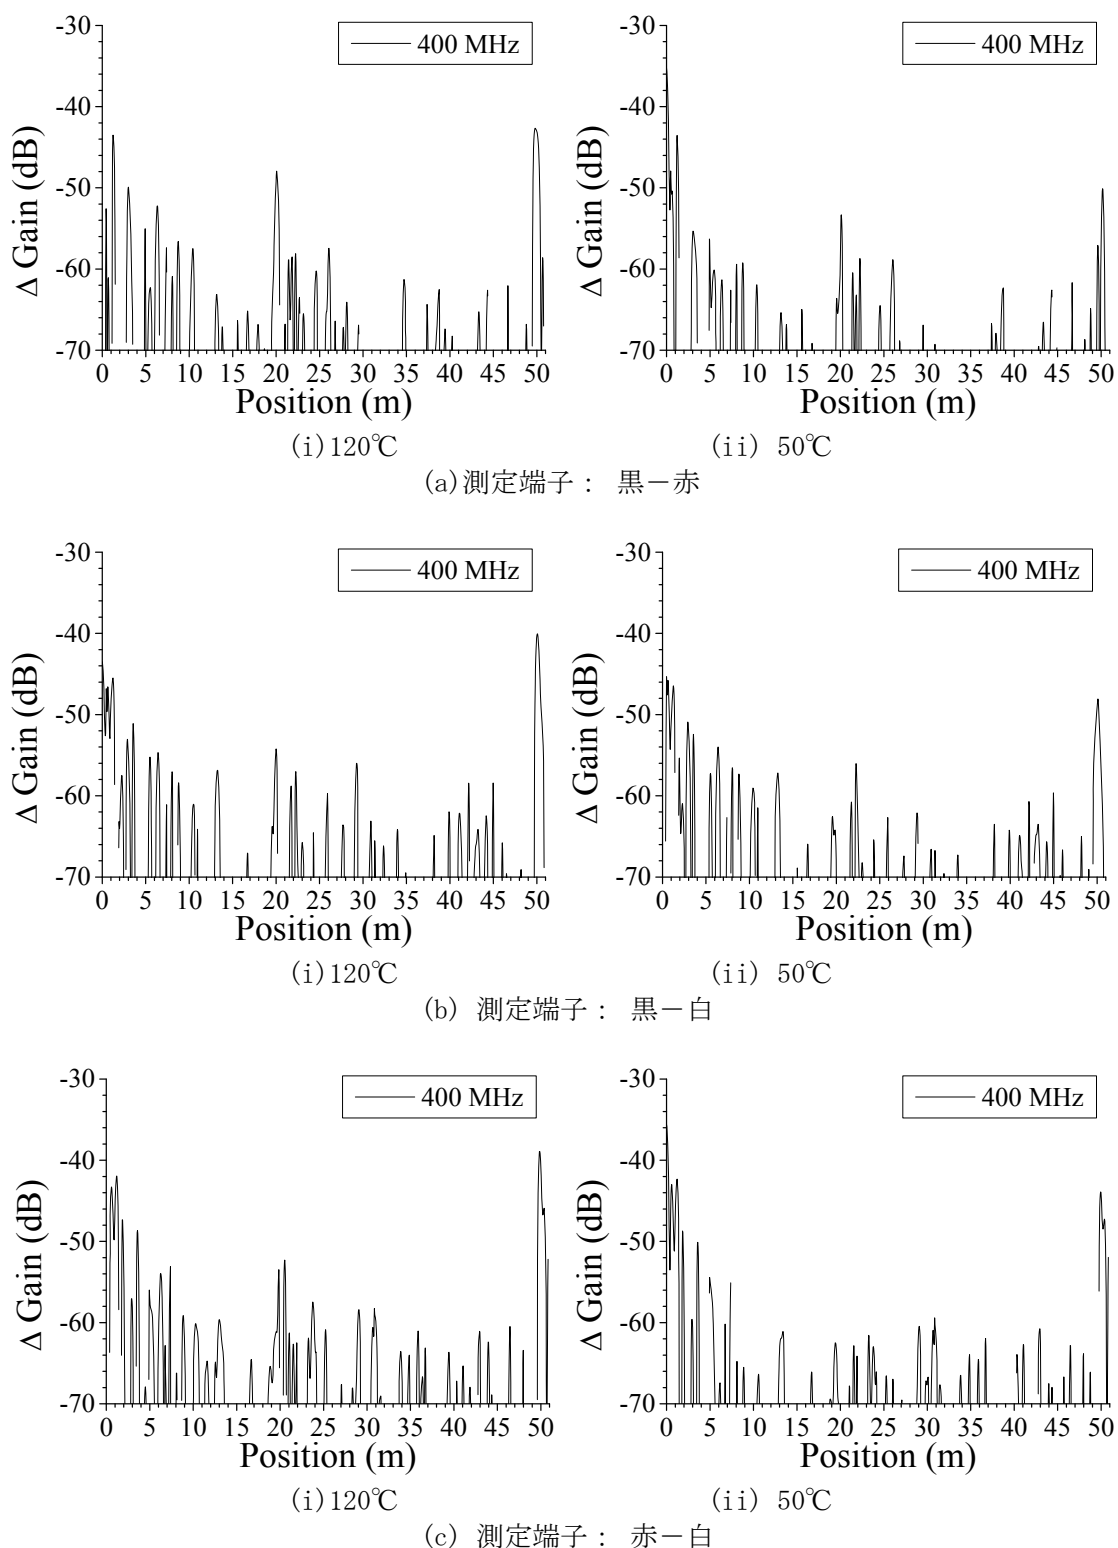 -30
-40
-50
-60
-70
Δ Gain (dB)
400 MHz
0 5 10 15 20 25 30 35 40 45 50
Position (m)
(i)120℃
-30
-40
-50
-60
-70
Δ Gain (dB)
400 MHz
0 5 10 15 20 25 30 35 40 45 50
Position (m)
(ii) 50℃
(a)測定端子： 黒－赤
-30
-40
-50
-60
-70
Δ Gain (dB)
400 MHz
0 5 10 15 20 25 30 35 40 45 50
Position (m)
(i)120℃
-30
-40
-50
-60
-70
Δ Gain (dB)
400 MHz
0 5 10 15 20 25 30 35 40 45 50
Position (m)
(ii) 50℃
(b) 測定端子： 黒－白
-30
-40
-50
-60
-70
Δ Gain (dB)
400 MHz
0 5 10 15 20 25 30 35 40 45 50
Position (m)
(i)120℃
-30
-40
-50
-60
-70
Δ Gain (dB)
400 MHz
0 5 10 15 20 25 30 35 40 45 50
Position (m)
(ii) 50℃
(c) 測定端子： 赤－白